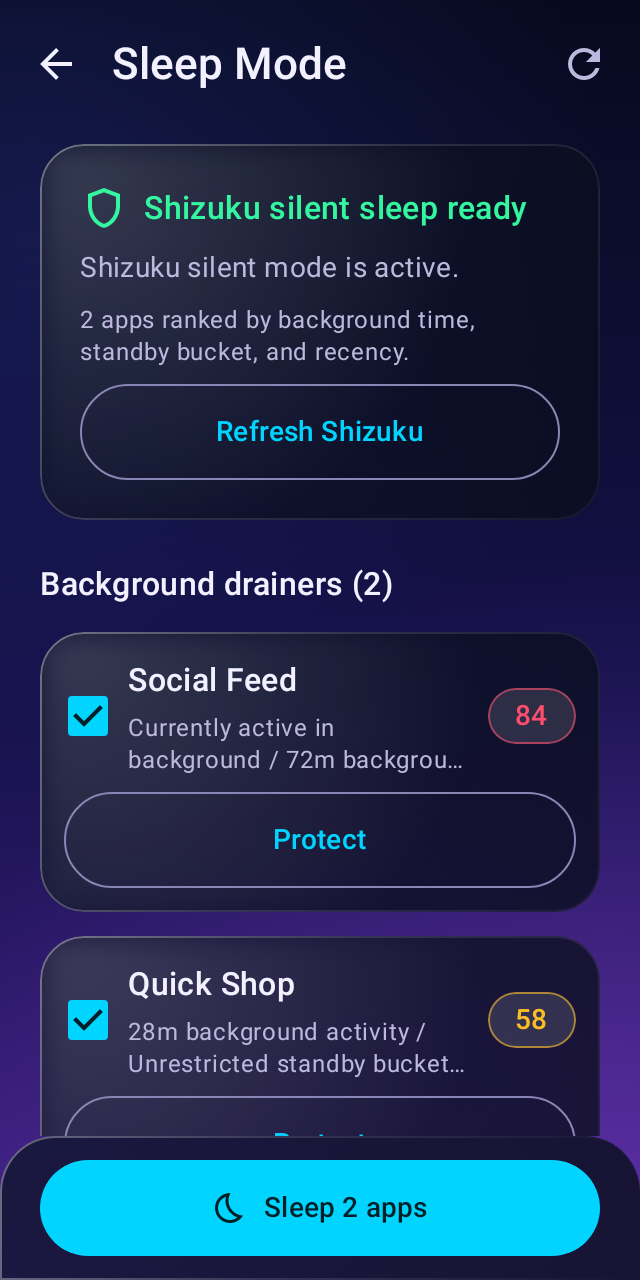 Sleep Mode
Shizuku silent sleep ready
Shizuku silent mode is active.
2 apps ranked by background time,
standby bucket, and recency.
Refresh Shizuku
Background drainers (2)
Social Feed
Currently active in
background / 72m backgrou…
84
Protect
Quick Shop
28m background activity /
Unrestricted standby bucket…
58
Sleep 2 apps